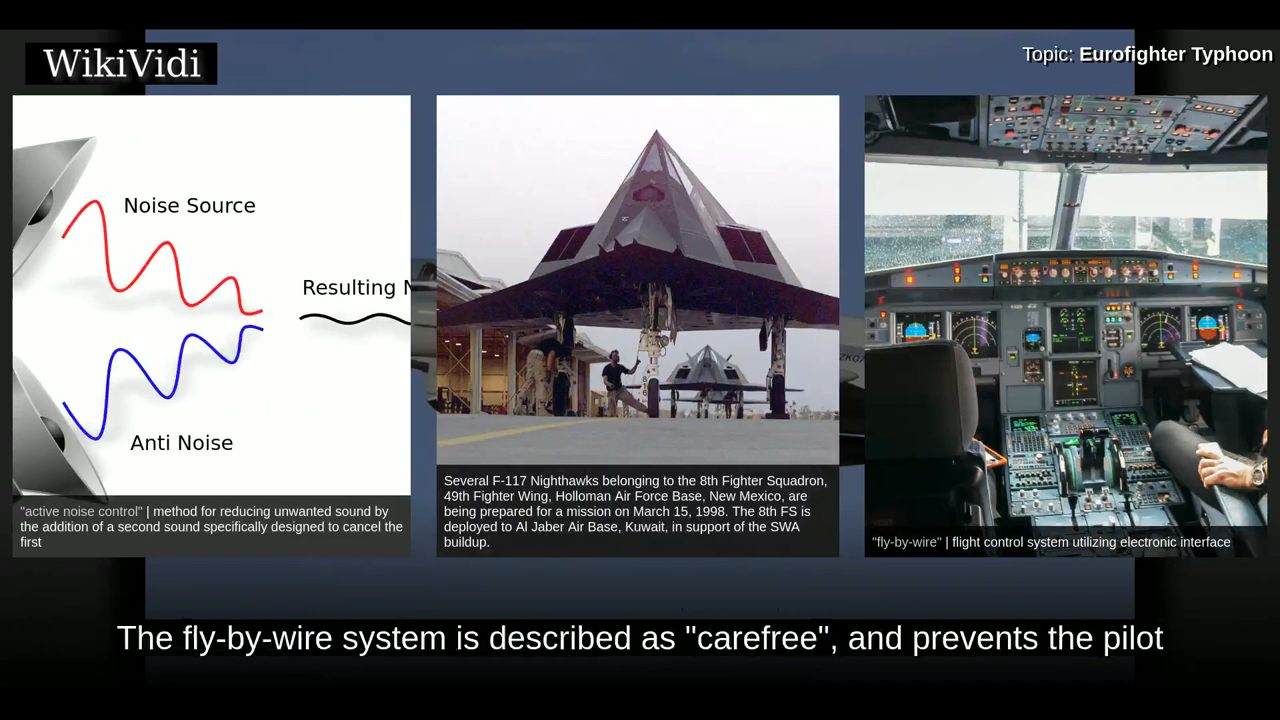 WikiVidi
Topic: Eurofighter Typhoon
Noise Source
Resulting N
Anti Noise
"active noise control" | method for reducing unwanted sound by
the addition of a second sound specifically designed to cancel the
first
Several F-117 Nighthawks belonging to the 8th Fighter Squadron,
49th Fighter Wing, Holloman Air Force Base, New Mexico, are
being prepared for a mission on March 15, 1998. The 8th FS is
deployed to Al Jaber Air Base, Kuwait, in support of the SWA
buildup.
"fly-by-wire" | flight control system utilizing electronic interface
The fly-by-wire system is described as "carefree", and prevents the pilot